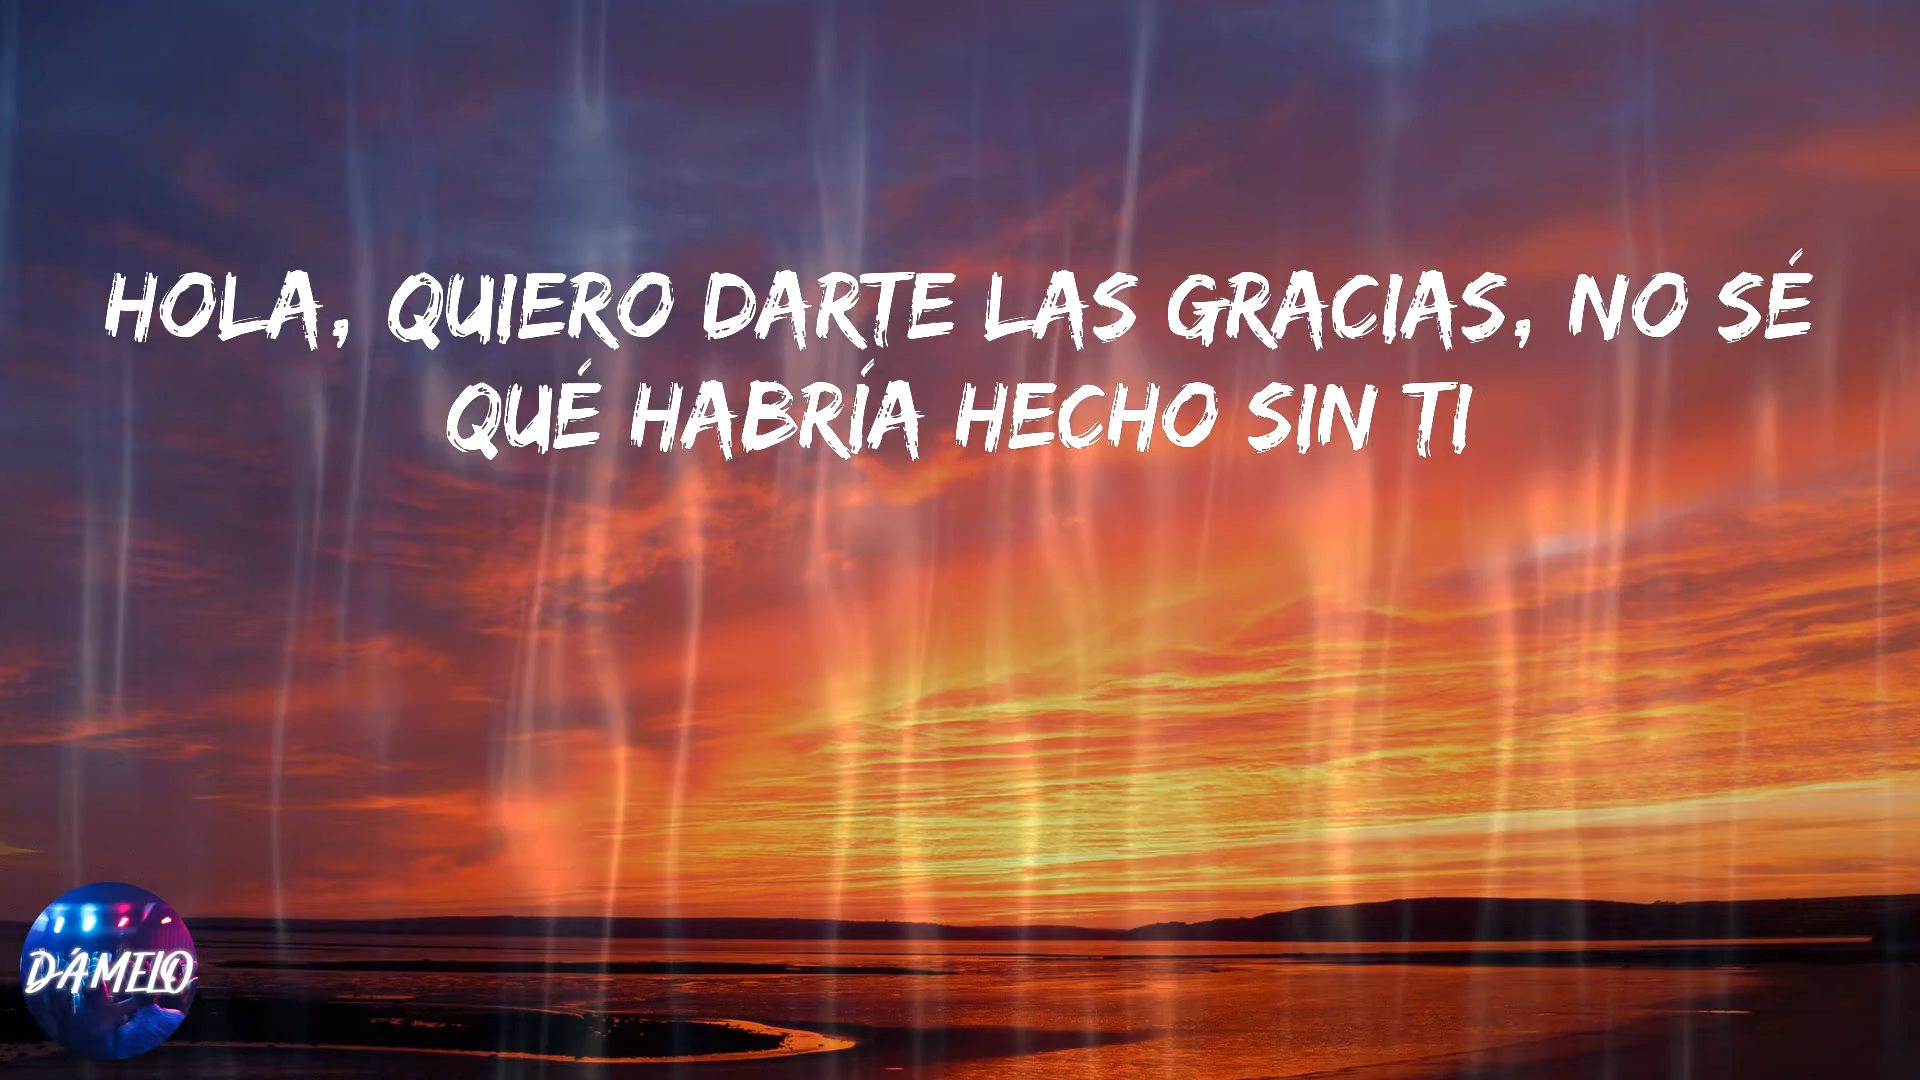 HOLA, QUIERO DARTE LAS GRACIAS, NO SÉ
QUÉ HABRÍA HECHO SIN TI
DÁMELO